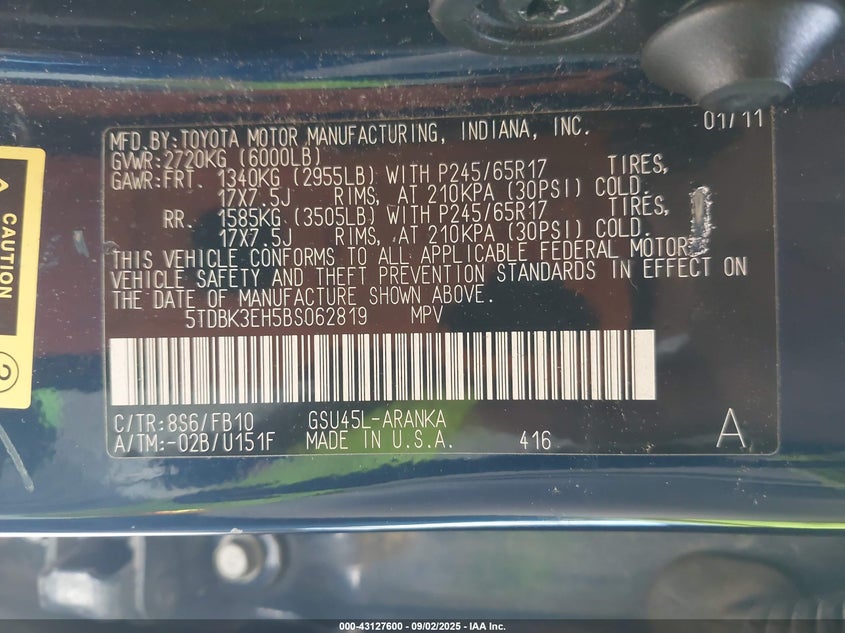 MFD.BY:TOYOTA MOTOR MANUFACTURING, INDIANA, INC. 01/11
GVWR:2720KG (6000LB)
GAWR:FRT. 1340KG (2955LB) WITH P245/65R17 TIRES,
17X7.5J RIMS, AT 210KPA (30PSI) COLD.
RR. 1585KG (3505LB) WITH P245/65R17 TIRES,
17X7.5J RIMS, AT 210KPA (30PSI) COLD.
THIS VEHICLE CONFORMS TO ALL APPLICABLE FEDERAL MOTOR
VEHICLE SAFETY AND THEFT PREVENTION STANDARDS IN EFFECT ON
THE DATE OF MANUFACTURE SHOWN ABOVE.
5TDBK3EH5BS062819 MPV
C/TR:8S6/FB10 GSU45L-ARANKA
A/TM:-02B/U151F MADE IN U.S.A. 416 A
CAUTION
2
000-43127600 - 09/02/2025 - IAA Inc.